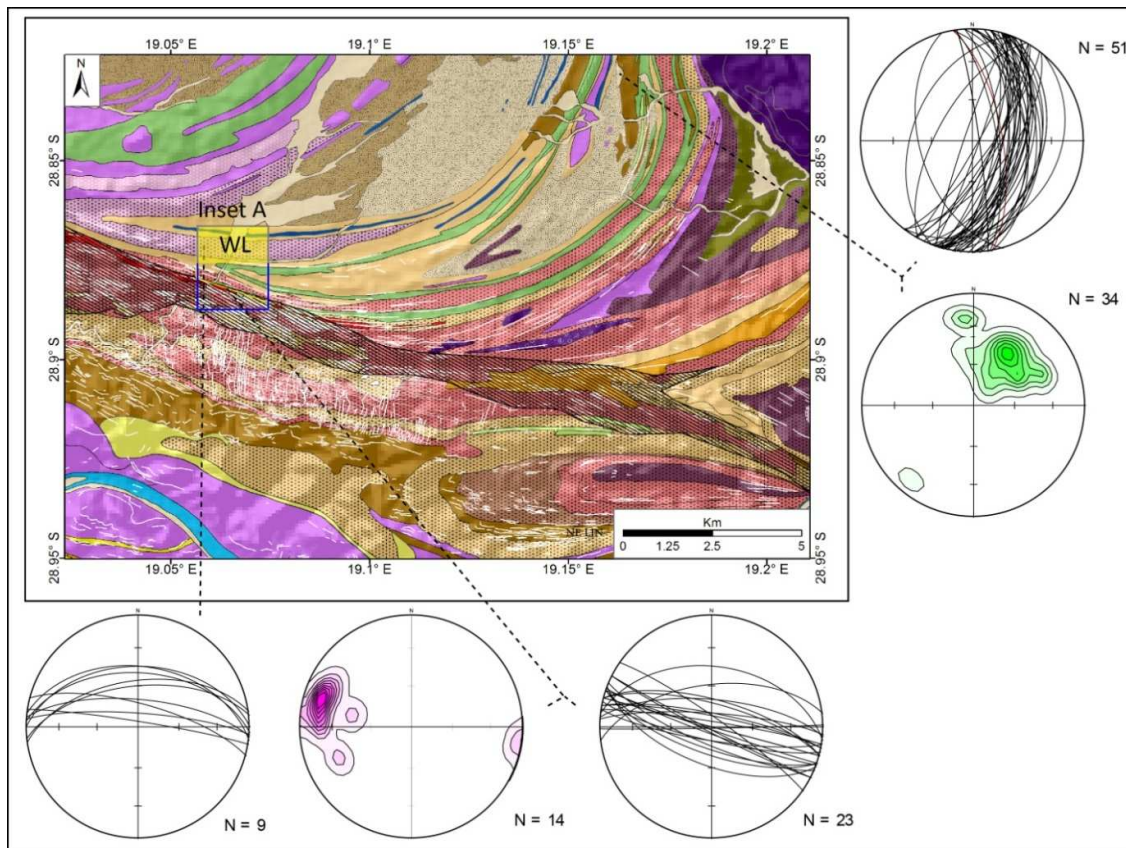 19.05° E 19.1° E 19.15° E 19.2° E
N
28.85° S
28.85° S
Inset A
WL
28.9° S
28.9° S
Km
0 1.25 2.5 5
28.95° S
28.95° S
19.05° E 19.1° E 19.15° E 19.2° E
N
N = 51
N
N = 34
N
N = 9
N
N = 14
N
N = 23